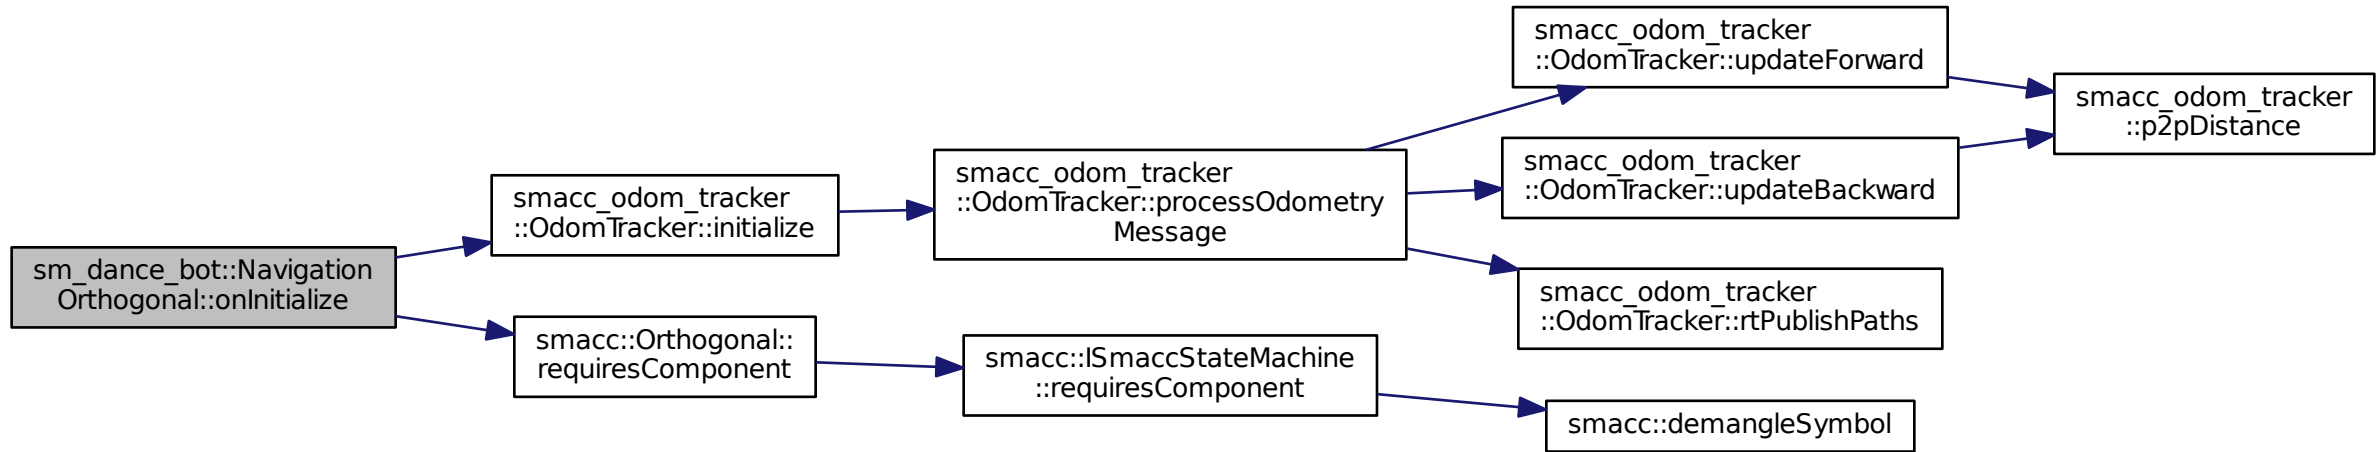 sm_dance_bot::Navigation
Orthogonal::onInitialize
smacc_odom_tracker
::OdomTracker::initialize
smacc::Orthogonal::
requiresComponent
smacc_odom_tracker
::OdomTracker::processOdometry
Message
smacc::ISmaccStateMachine
::requiresComponent
smacc_odom_tracker
::OdomTracker::updateForward
smacc_odom_tracker
::OdomTracker::updateBackward
smacc_odom_tracker
::OdomTracker::rtPublishPaths
smacc::demangleSymbol
smacc_odom_tracker
::p2pDistance